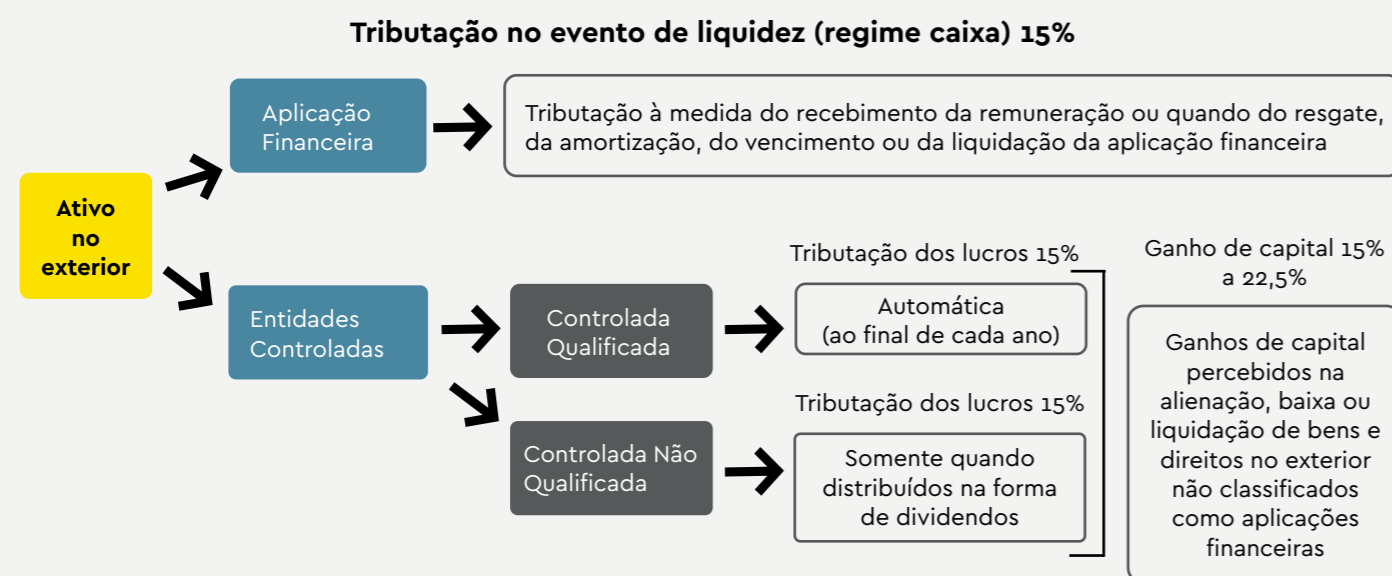 Tributação no evento de liquidez (regime caixa) 15%
Aplicação
Financeira
Tributação à medida do recebimento da remuneração ou quando do resgate,
da amortização, do vencimento ou da liquidação da aplicação financeira
Ativo
no
exterior
Entidades
Controladas
Controlada
Qualificada
Tributação dos lucros 15%
Automática
(ao final de cada ano)
Controlada Não
Qualificada
Tributação dos lucros 15%
Somente quando
distribuídos na forma
de dividendos
Ganho de capital 15%
a 22,5%
Ganhos de capital
percebidos na
alienação, baixa ou
liquidação de bens e
direitos no exterior
não classificados
como aplicações
financeiras